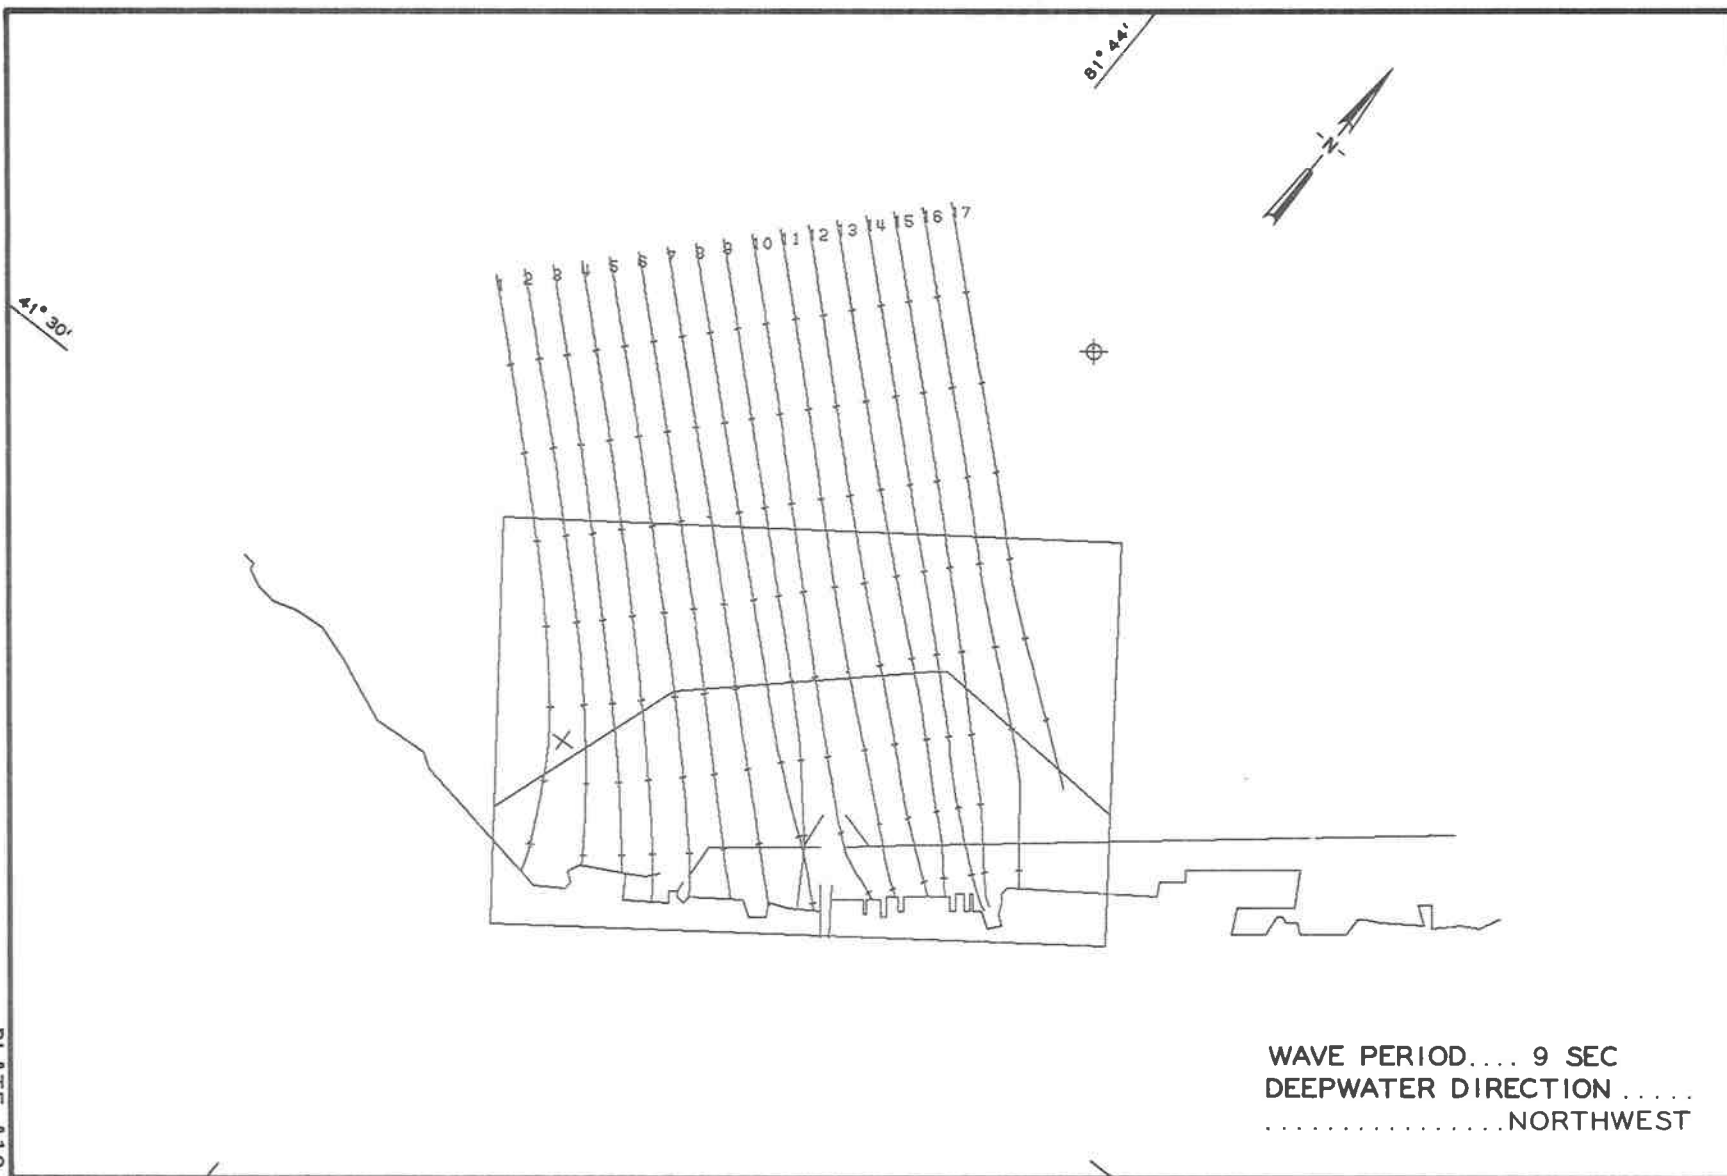 81° 44'
N
41° 30'
1 2 3 4 5 6 7 8 9 10 11 12 13 14 15 16 17
WAVE PERIOD.... 9 SEC
DEEPWATER DIRECTION .....
................NORTHWEST